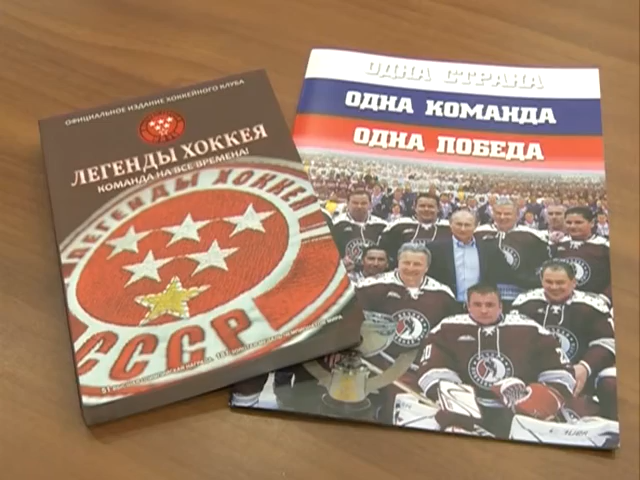 ОФИЦИАЛЬНОЕ ИЗДАНИЕ ХОККЕЙНОГО КЛУБА
ЛЕГЕНДЫ ХОККЕЯ
КОМАНДА НА ВСЕ ВРЕМЕНА!
ЛЕГЕНДЫ ХОККЕЯ
СССР
ОДНА СТРАНА
ОДНА КОМАНДА
ОДНА ПОБЕДА